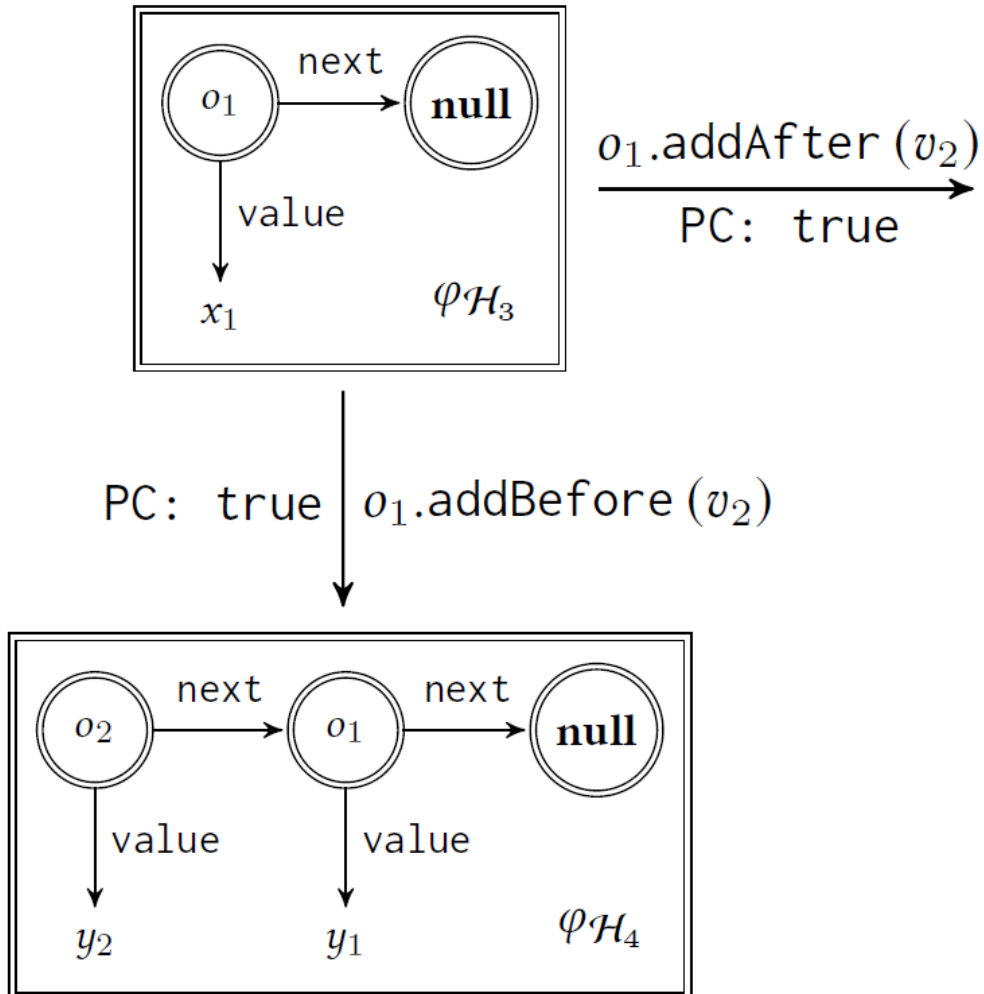 next
o₁ null
o₁.addAfter(v₂)
value
PC: true
x₁ φ𝓗₃
PC: true o₁.addBefore(v₂)
next next
o₂ o₁ null
value value
y₂ y₁ φ𝓗₄